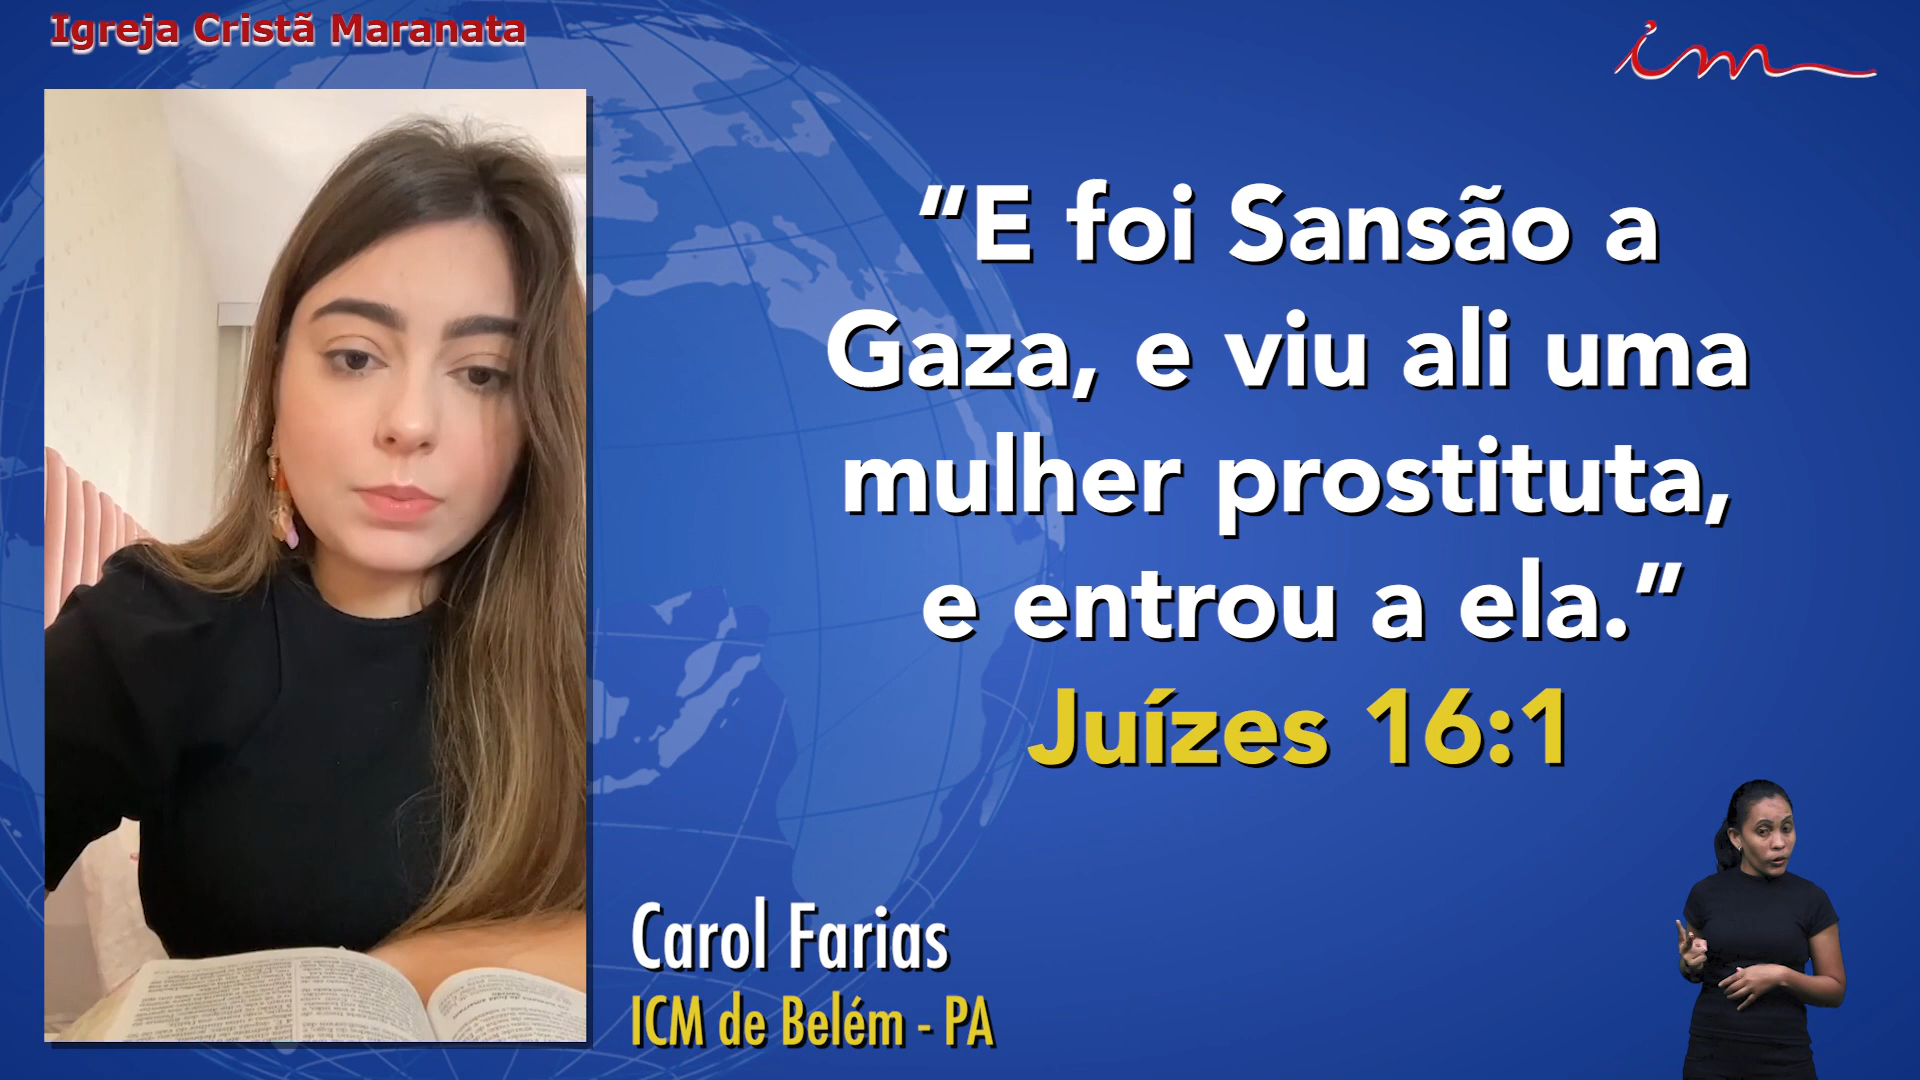 Igreja Cristã Maranata
im
“E foi Sansão a
Gaza, e viu ali uma
mulher prostituta,
e entrou a ela.”
Juízes 16:1
Carol Farias
ICM de Belém - PA